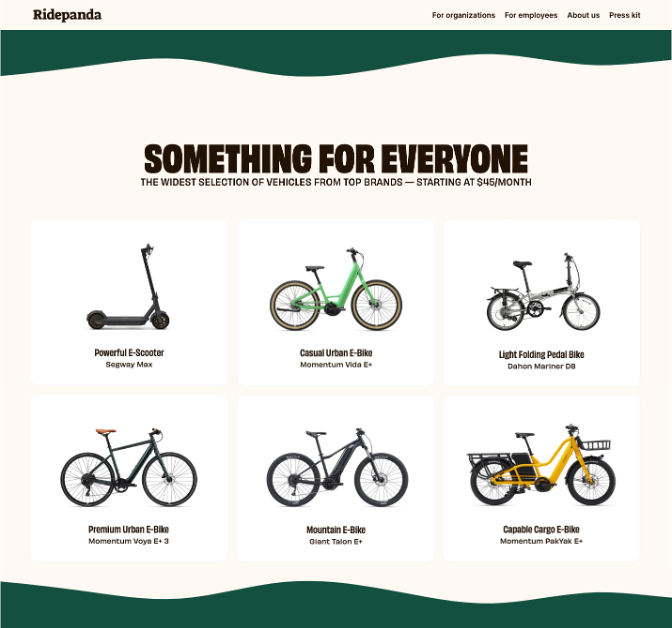 Ridepanda
For organizations For employees About us Press kit
SOMETHING FOR EVERYONE
THE WIDEST SELECTION OF VEHICLES FROM TOP BRANDS — STARTING AT $45/MONTH
Powerful E-Scooter
Segway Max
Casual Urban E-Bike
Momentum Vida E+
Light Folding Pedal Bike
Dahon Mariner D8
Premium Urban E-Bike
Momentum Voya E+ 3
Mountain E-Bike
Giant Talon E+
Capable Cargo E-Bike
Momentum PakYak E+